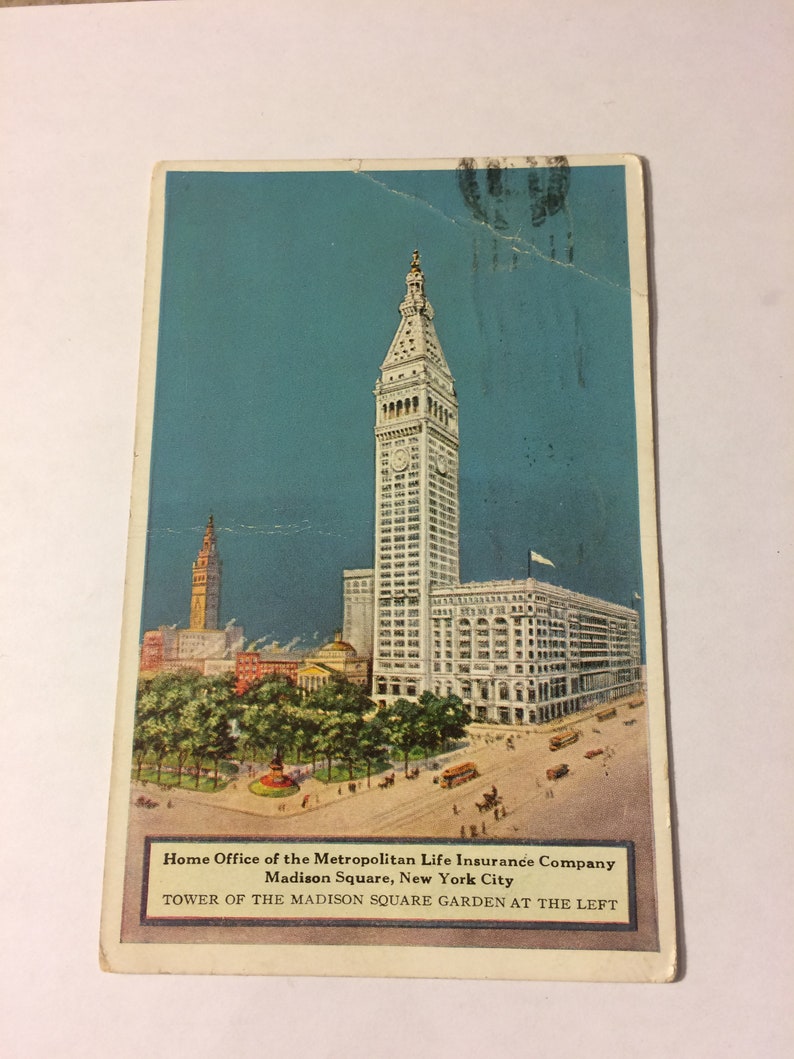 Home Office of the Metropolitan Life Insurance Company
Madison Square, New York City
TOWER OF THE MADISON SQUARE GARDEN AT THE LEFT